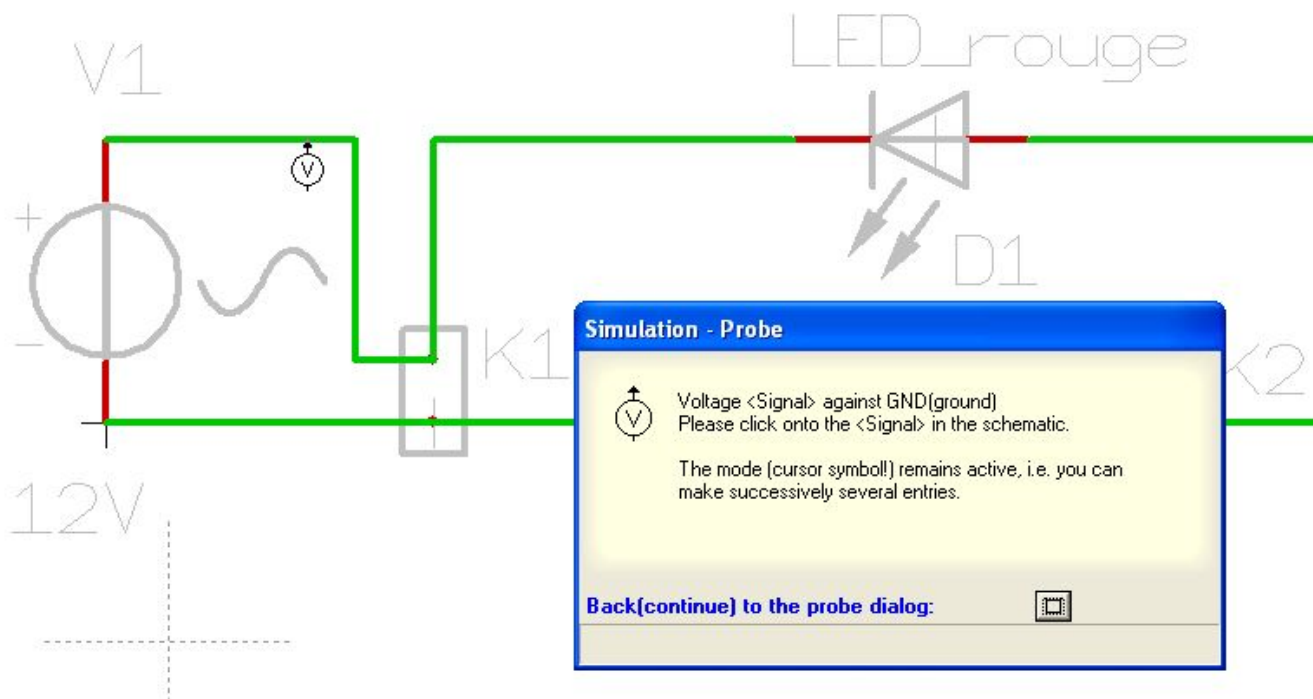 LED_rouge
V1
V
+
D1
Simulation - Probe
K1
K2
V
Voltage <Signal> against GND(ground)
Please click onto the <Signal> in the schematic.
The mode (cursor symbol!) remains active, i.e. you can
make successively several entries.
12V
Back(continue) to the probe dialog: